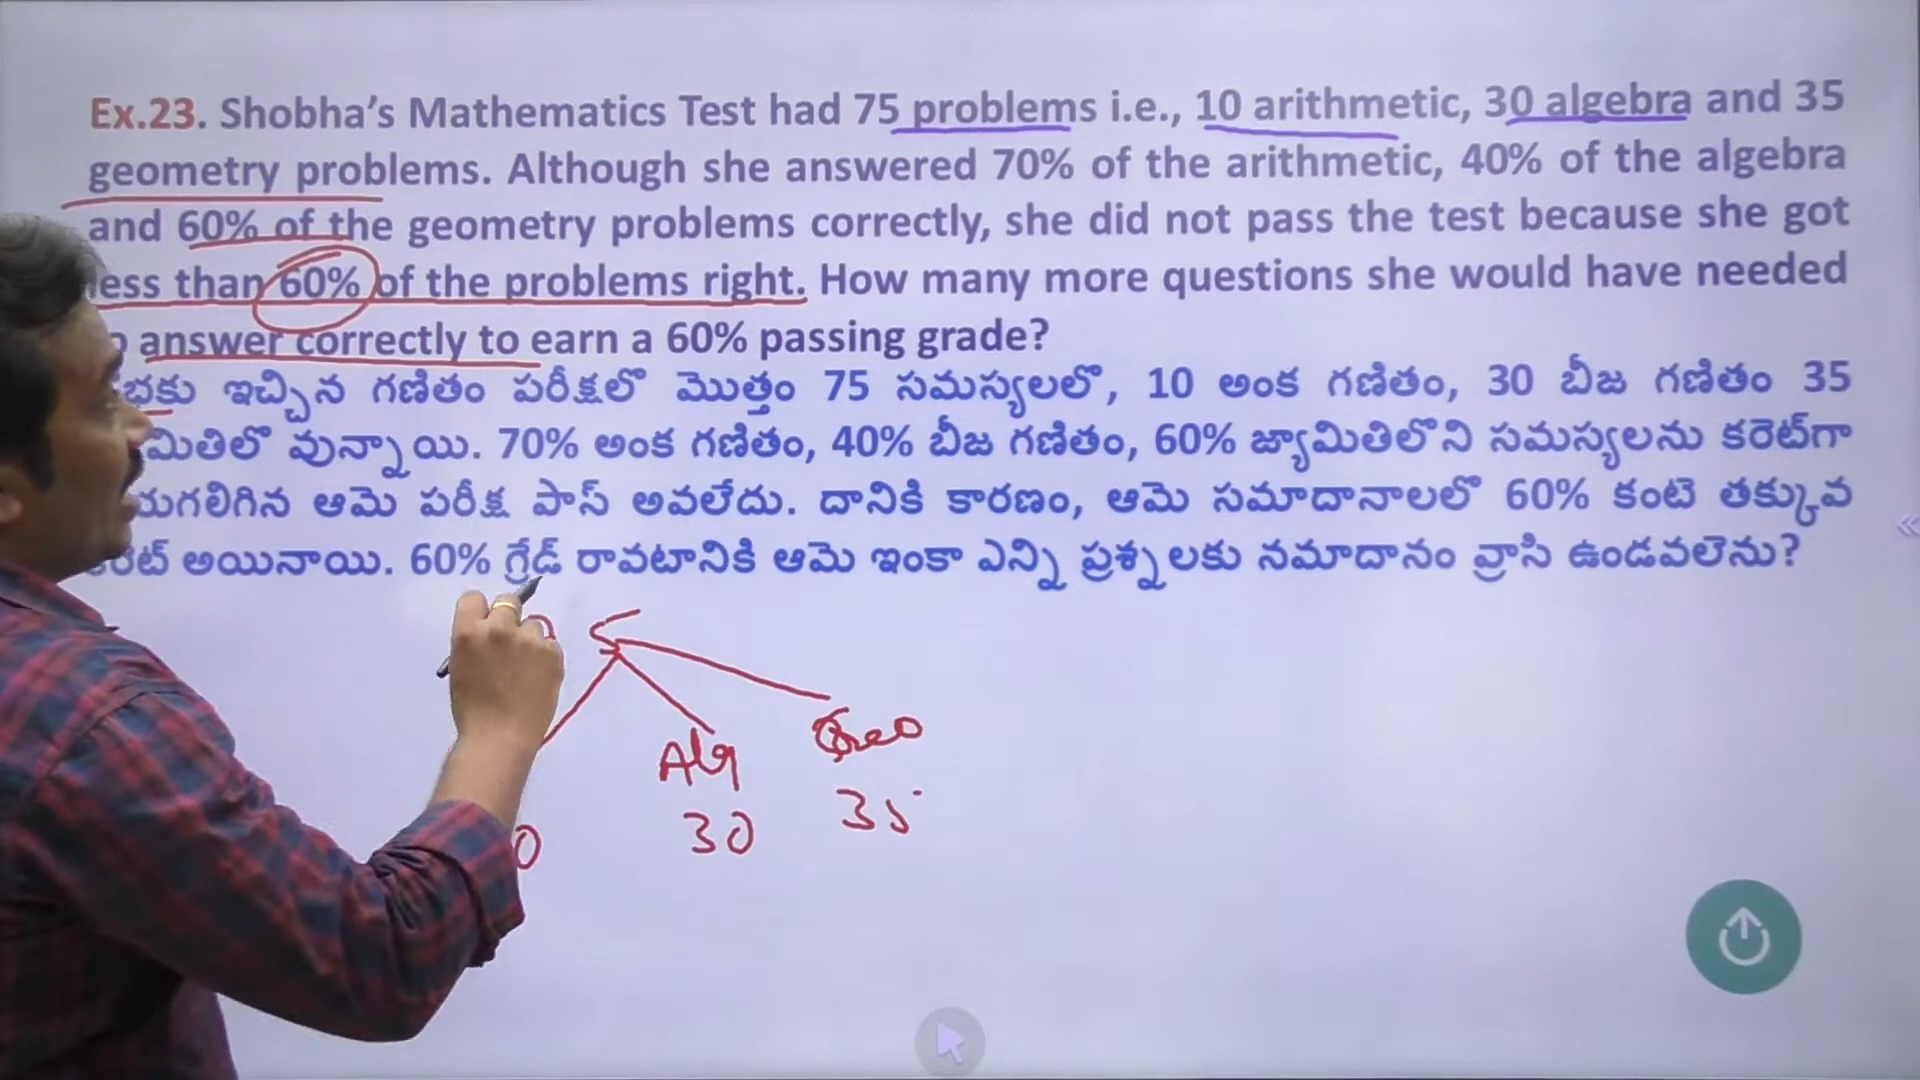 Ex.23. Shobha's Mathematics Test had 75 problems i.e., 10 arithmetic, 30 algebra and 35
geometry problems. Although she answered 70% of the arithmetic, 40% of the algebra
and 60% of the geometry problems correctly, she did not pass the test because she got
less than 60% of the problems right. How many more questions she would have needed
answer correctly to earn a 60% passing grade?
ఇచ్చిన గణితం పరీక్షలో మొత్తం 75 సమస్యలలో, 10 అంక గణితం, 30 బీజ గణితం 35
వున్నాయి. 70% అంక గణితం, 40% బీజ గణితం, 60% జ్యామితిలోని సమస్యలను కరెట్‌గా
ఆమె పరీక్ష పాస్ అవలేదు. దానికి కారణం, ఆమె సమాదానాలలో 60% కంటె తక్కువ
అయినాయి. 60% గ్రేడ్ రావటానికి ఆమె ఇంకా ఎన్ని ప్రశ్నలకు నమాదానం వ్రాసి ఉండవలెను?
Alg Geo
30 35